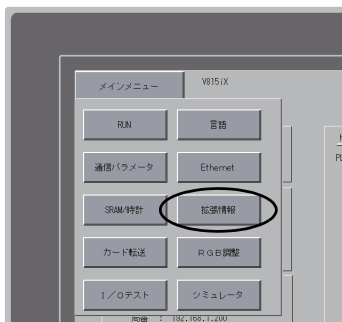 メインメニュー V815iX
RUN 言語
通信パラメータ Ethernet
SRAM/時計 拡張情報
カード転送 RGB調整
I/Oテスト シミュレータ
局番 : 192.168.1.200